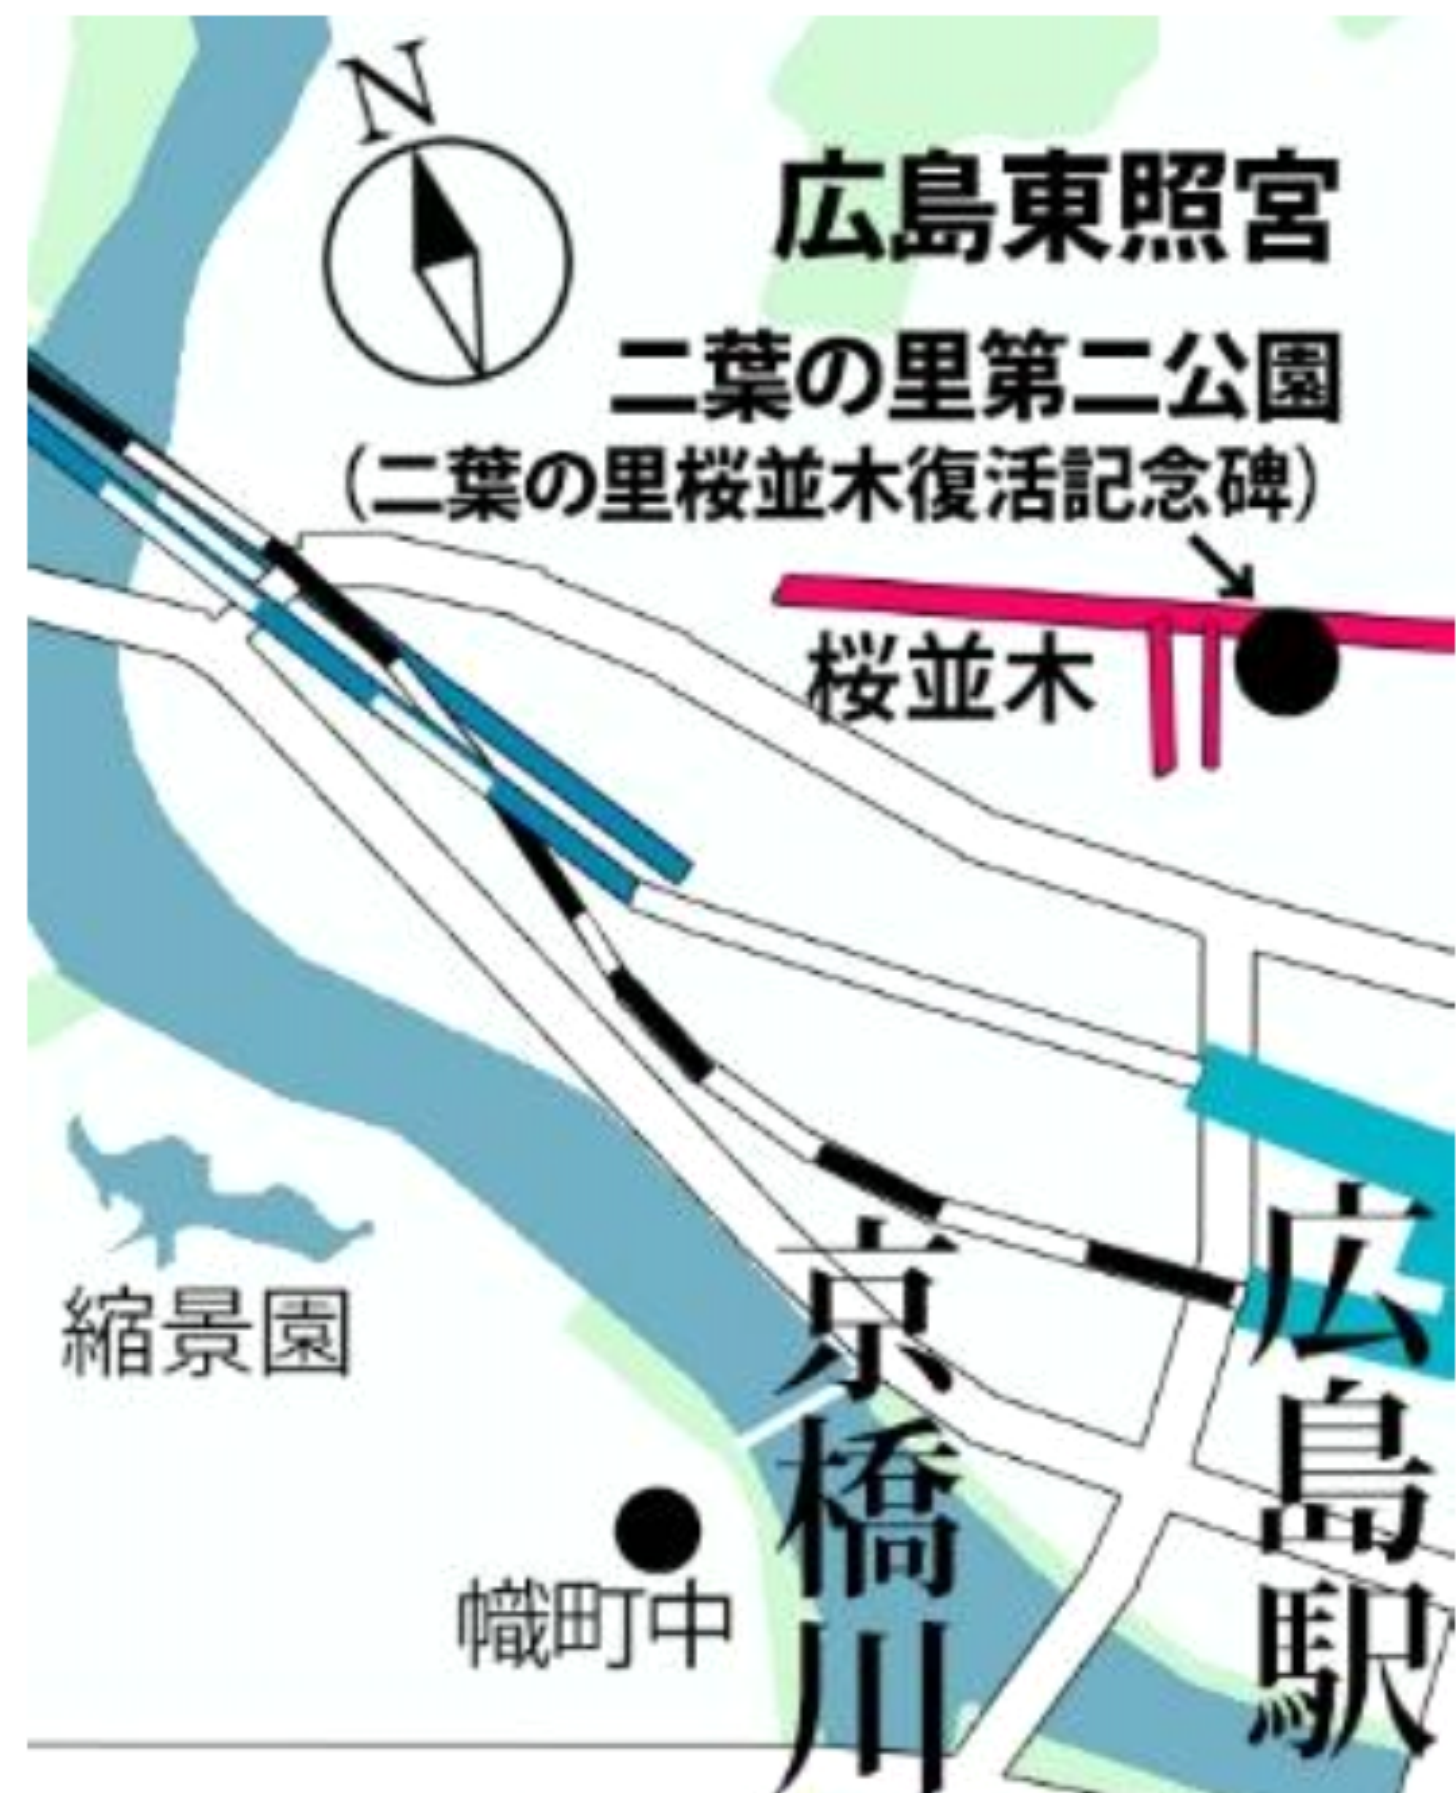 N
広島東照宮
二葉の里第二公園
（二葉の里桜並木復活記念碑）
桜並木
縮景園
京橋川
広島駅
幟町中